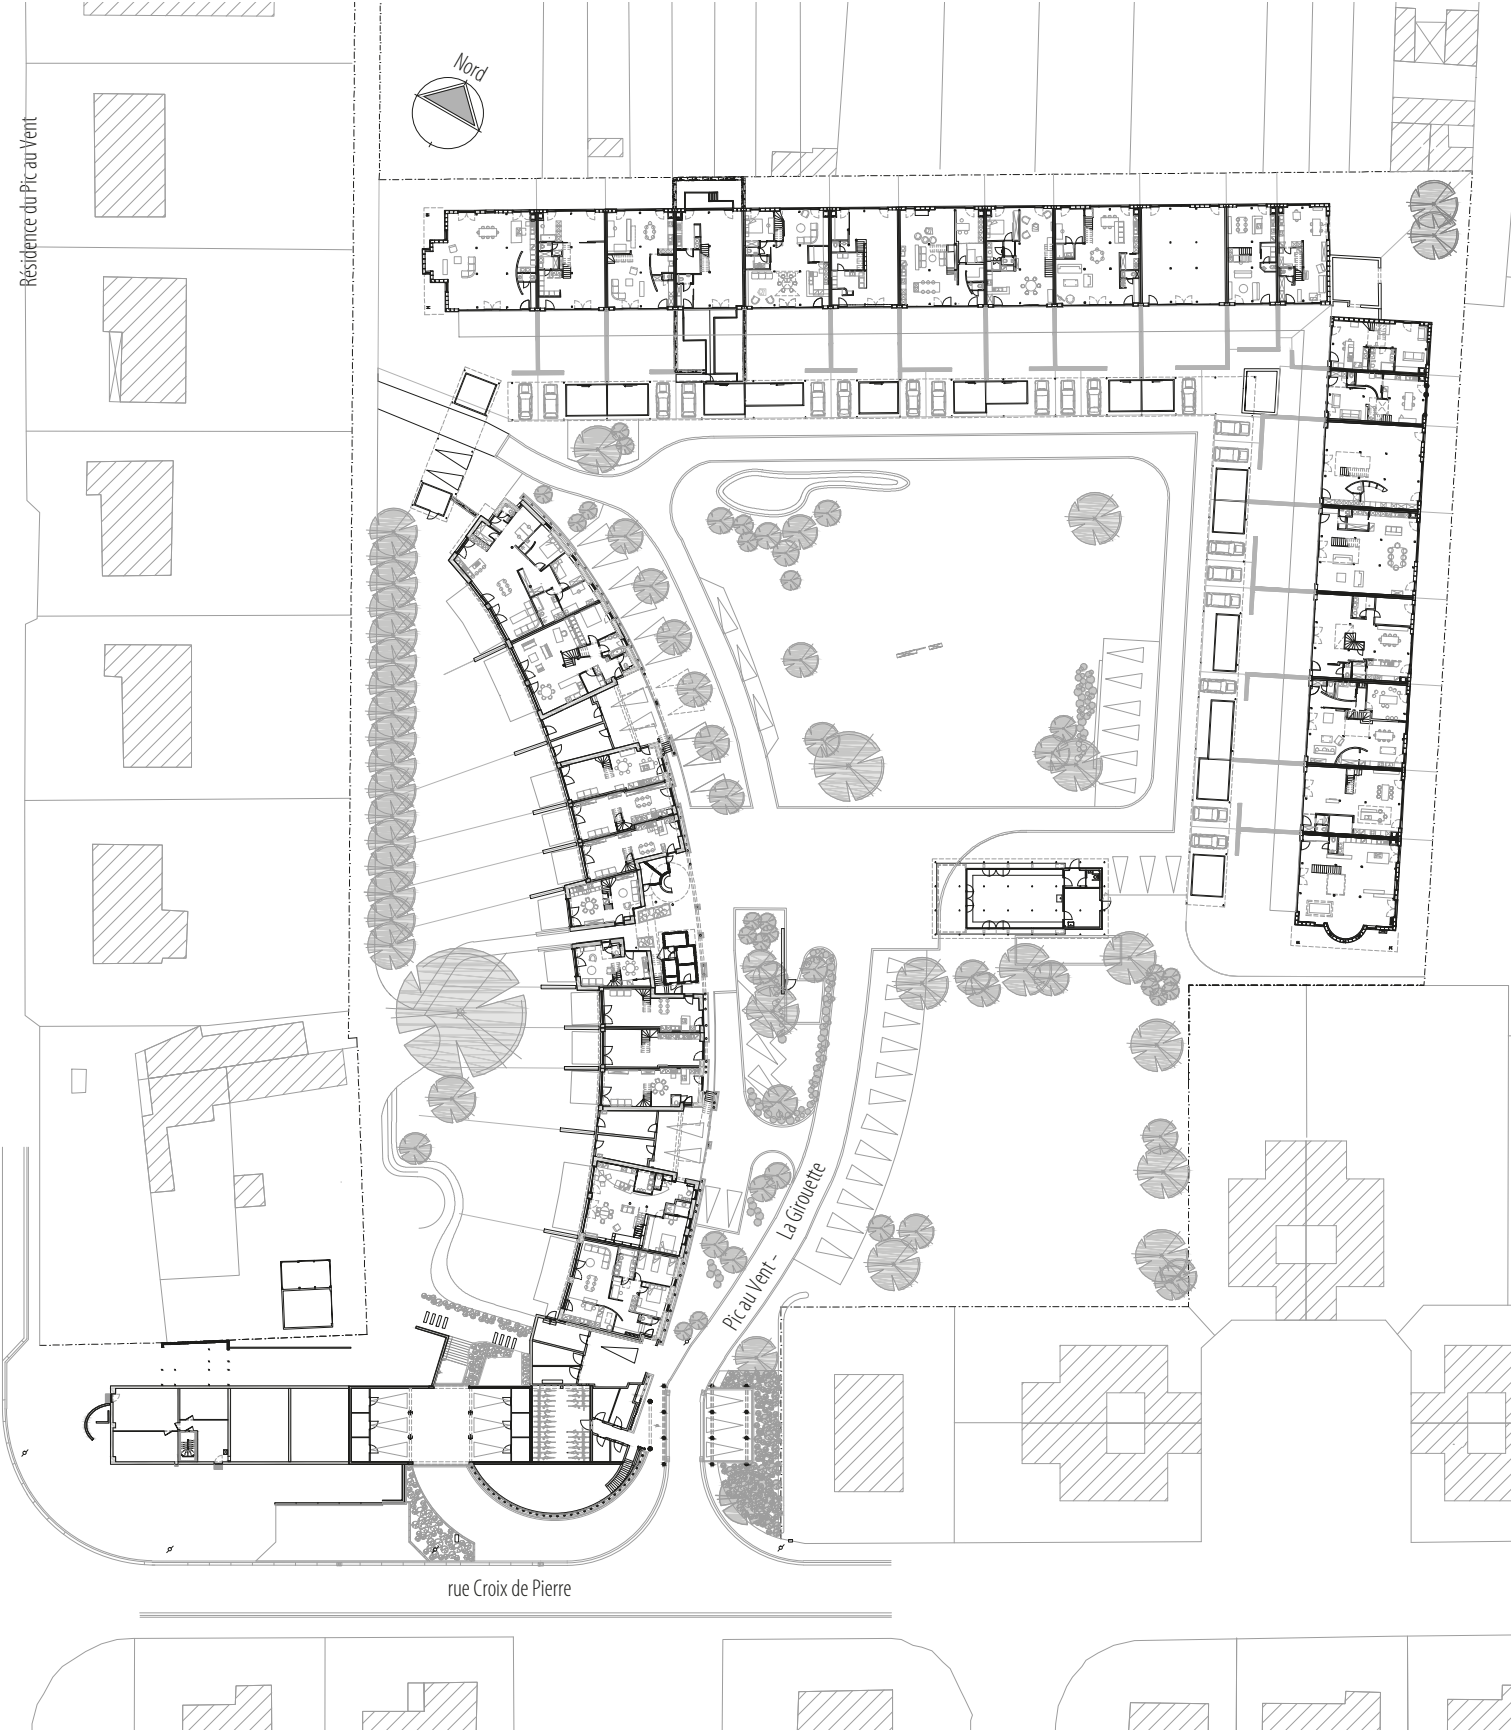 Nord
Résidence du Pic au Vent
Pic au Vent - La Girouette
rue Croix de Pierre